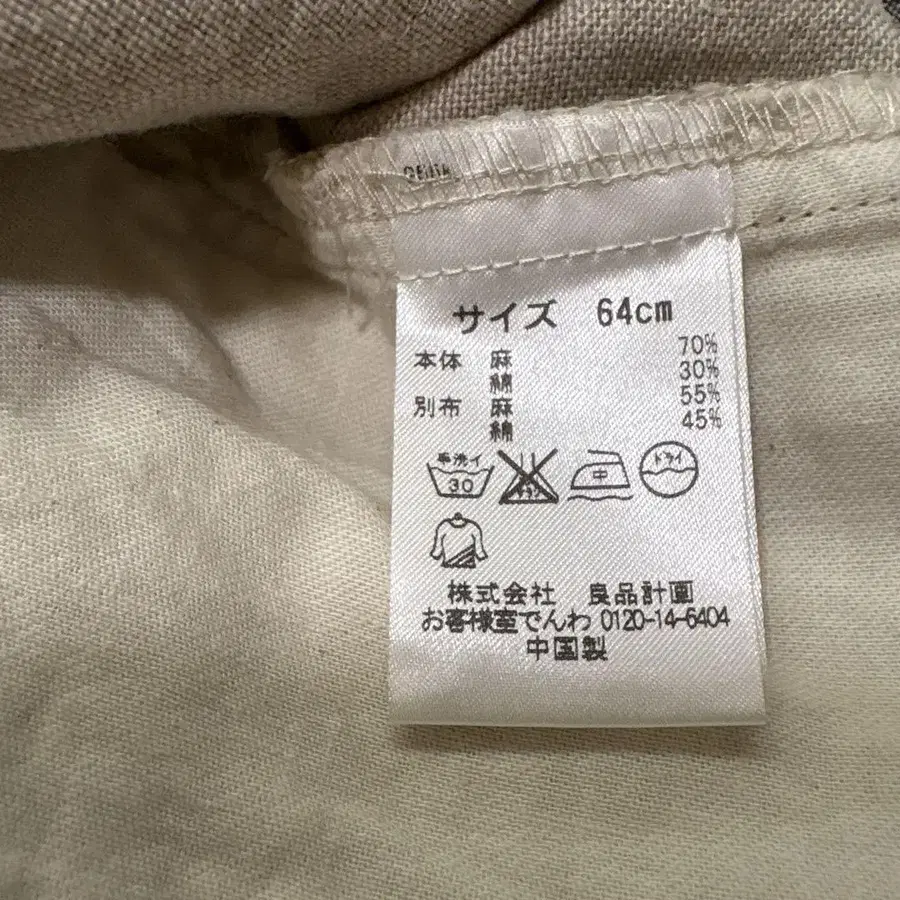 サイズ 64cm
本体 麻 70%
綿 30%
別布 麻 55%
綿 45%
手洗イ
30
中
ドライ
株式会社 良品計画
お客様室でんわ 0120-14-6404
中国製